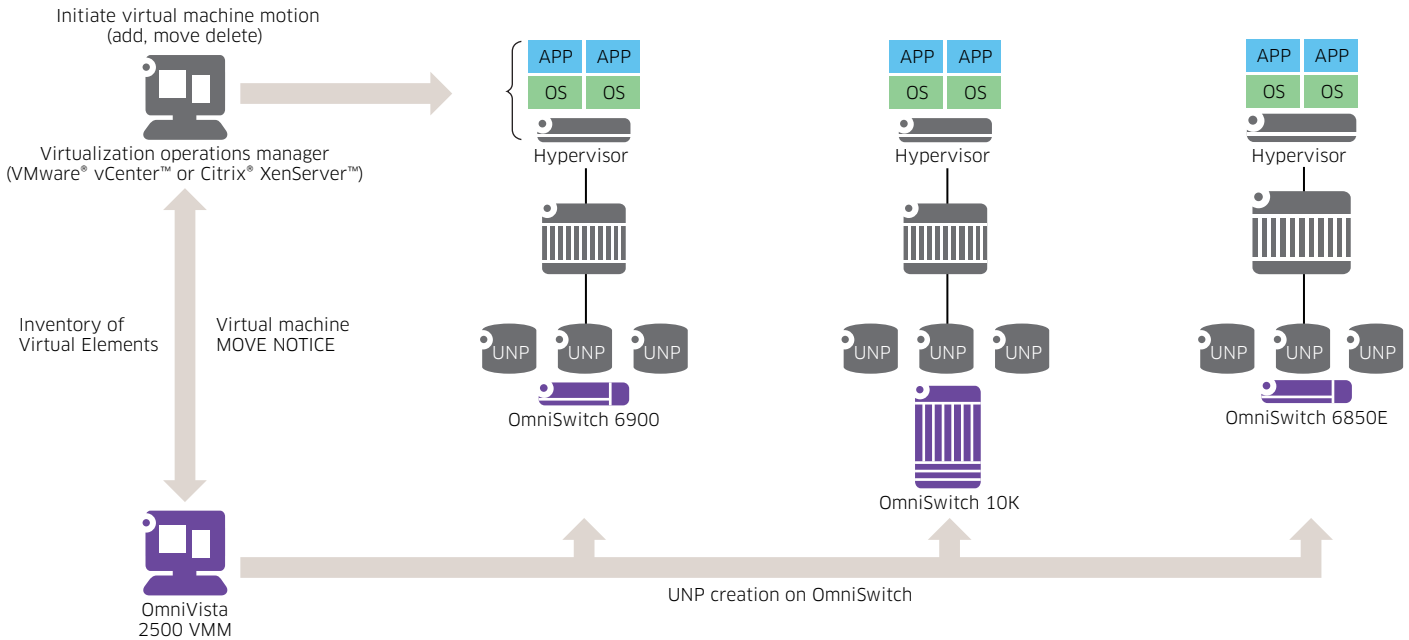 Initiate virtual machine motion
(add, move delete)
Virtualization operations manager
(VMware® vCenter™ or Citrix® XenServer™)
Inventory of
Virtual Elements
Virtual machine
MOVE NOTICE
OmniVista
2500 VMM
APP APP
OS OS
Hypervisor
UNP UNP UNP
OmniSwitch 6900
APP APP
OS OS
Hypervisor
UNP UNP UNP
OmniSwitch 10K
APP APP
OS OS
Hypervisor
UNP UNP UNP
OmniSwitch 6850E
UNP creation on OmniSwitch